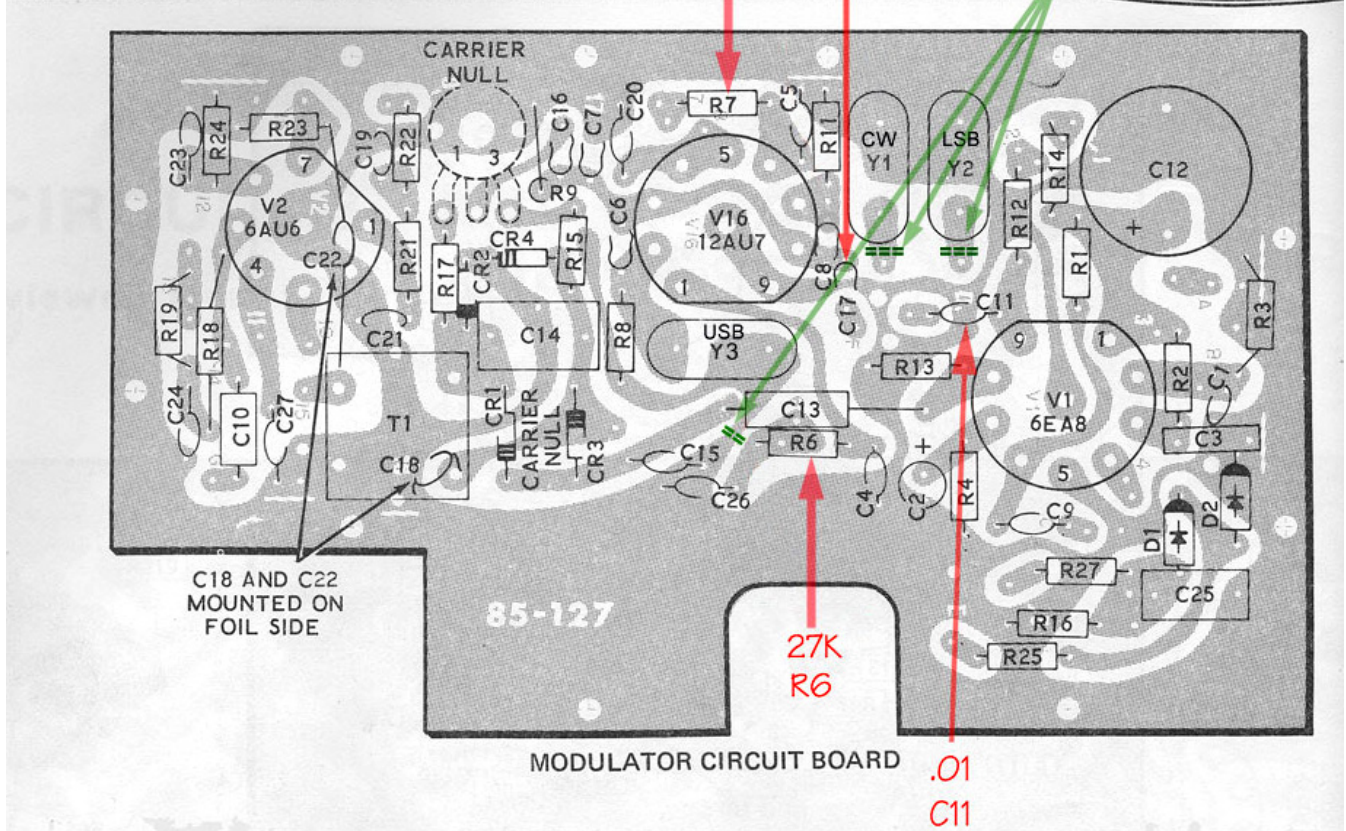 CARRIER
NULL
C23
R24
R23
C19
R22
1 3
C16
C7
C20
R7
C5
R11
CW
Y1
LSB
Y2
R14
C12
+
7
V2
6AU6
1
4
C22
R21
R17
CR2
CR4
R9
R15
C6
5
V16
12AU7
1 9
C8
C17
R12
R1
C11
R3
R19
R18
C21
C14
R8
USB
Y3
R13
9 1
V1
6EA8
5
R2
C1
C3
C24
C10
C27
T1
C18
CR1
CARRIER
NULL
CR3
C13
R6
C15
C26
C4
+
C2
R4
C9
D1
D2
R27
C25
R16
R25
C18 AND C22
MOUNTED ON
FOIL SIDE
85-127
27K
R6
MODULATOR CIRCUIT BOARD
.01
C11